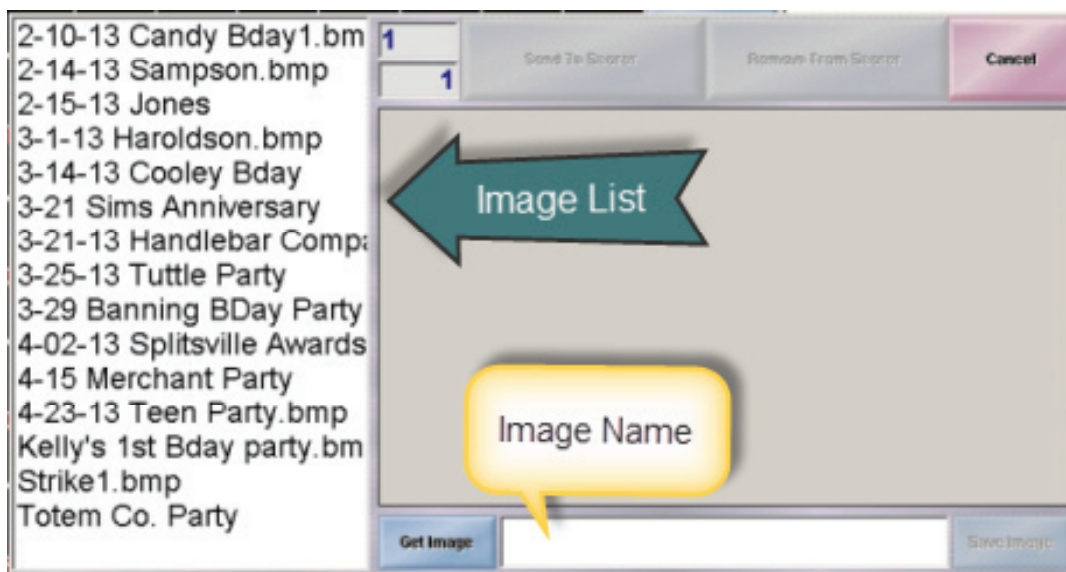 2-10-13 Candy Bday1.bm
2-14-13 Sampson.bmp
2-15-13 Jones
3-1-13 Haroldson.bmp
3-14-13 Cooley Bday
3-21 Sims Anniversary
3-21-13 Handlebar Compa
3-25-13 Tuttle Party
3-29 Banning BDay Party
4-02-13 Splitsville Awards
4-15 Merchant Party
4-23-13 Teen Party.bmp
Kelly's 1st Bday party.bm
Strike1.bmp
Totem Co. Party
1
1
Send To Scorer
Remove From Scorer
Cancel
Image List
Image Name
Get Image
Save Image